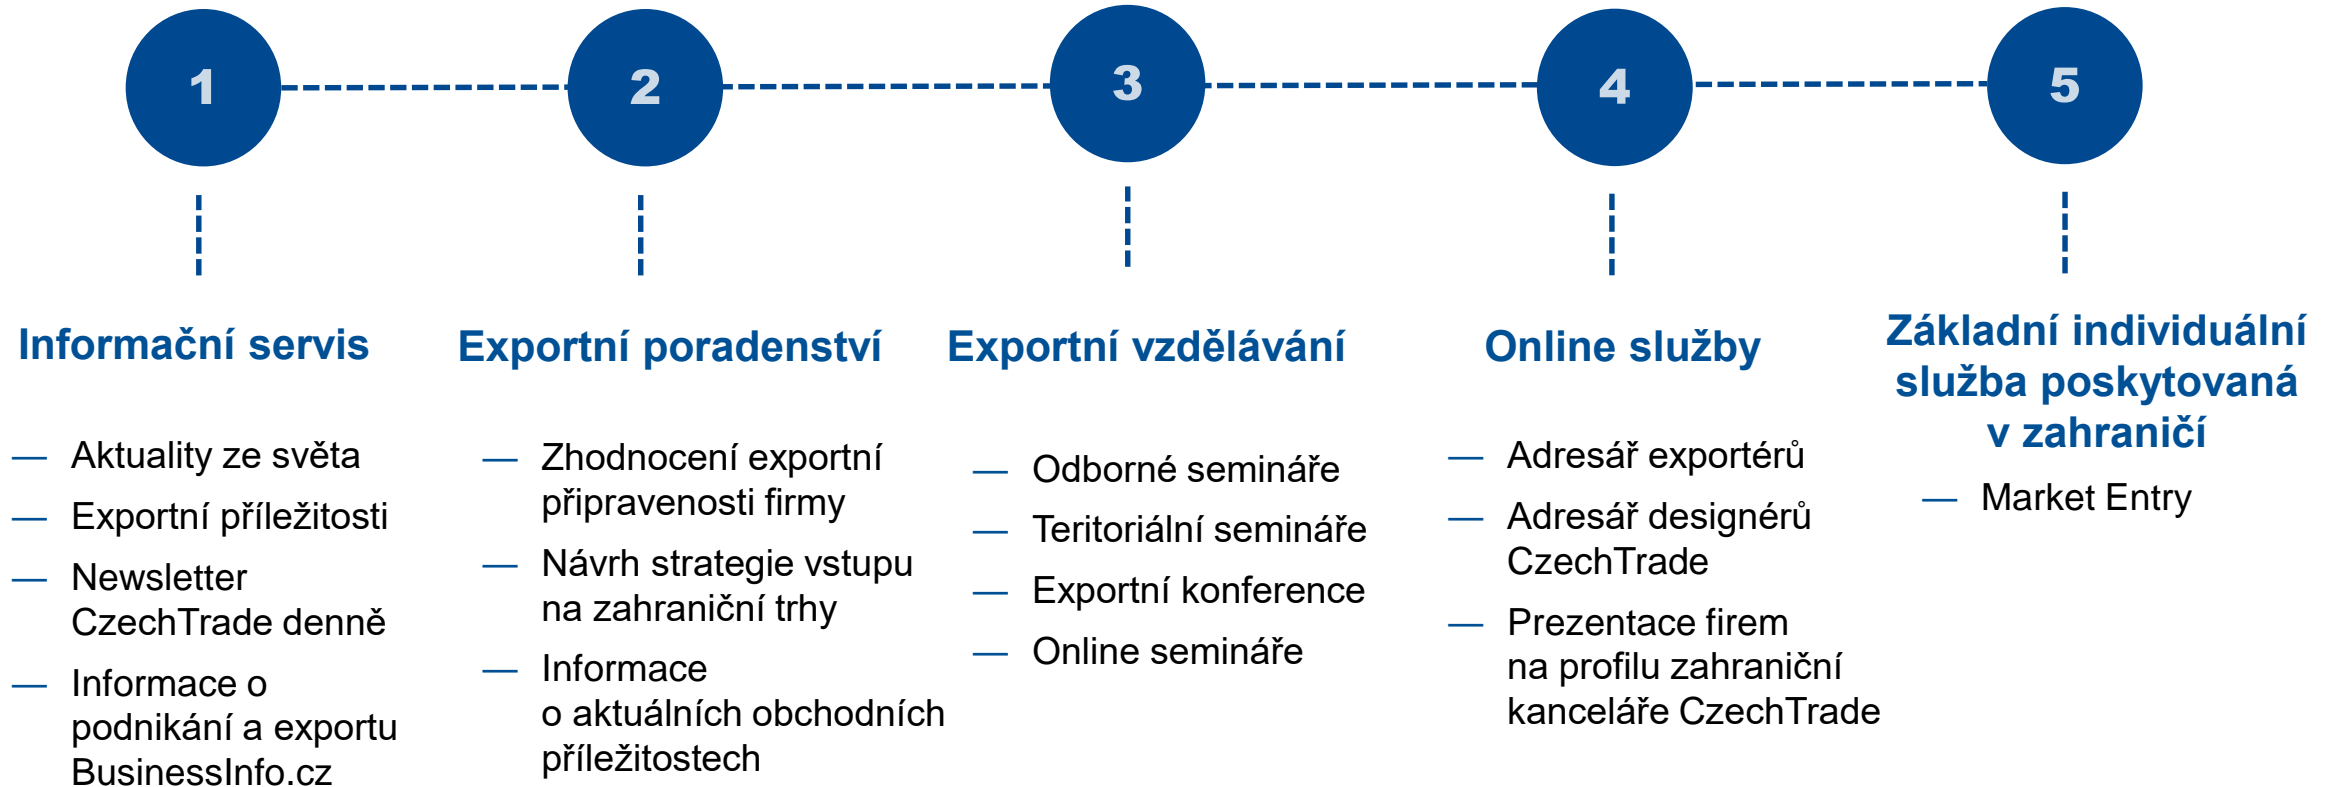 1
2
3
4
5
Informační servis
— Aktuality ze světa
— Exportní příležitosti
— Newsletter
CzechTrade denně
— Informace o
podnikání a exportu
BusinessInfo.cz
Exportní poradenství
— Zhodnocení exportní
připravenosti firmy
— Návrh strategie vstupu
na zahraniční trhy
— Informace
o aktuálních obchodních
příležitostech
Exportní vzdělávání
— Odborné semináře
— Teritoriální semináře
— Exportní konference
— Online semináře
Online služby
— Adresář exportérů
— Adresář designérů
CzechTrade
— Prezentace firem
na profilu zahraniční
kanceláře CzechTrade
Základní individuální
služba poskytovaná
v zahraničí
— Market Entry